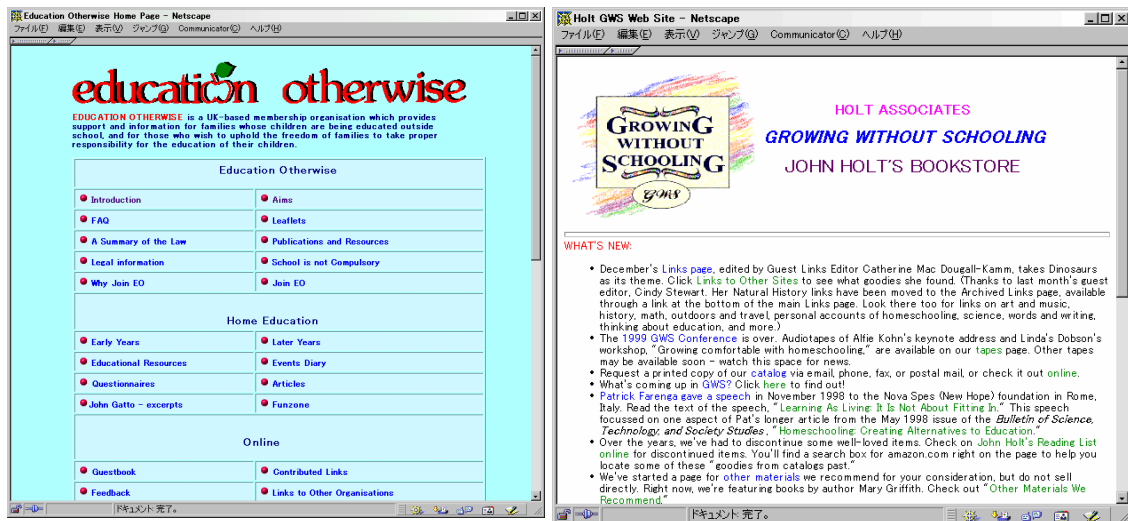 Education Otherwise Home Page - Netscape
ファイル(F) 編集(E) 表示(V) ジャンプ(G) Communicator(C) ヘルプ(H)
education otherwise
EDUCATION OTHERWISE is a UK-based membership organisation which provides
support and information for families whose children are being educated outside
school, and for those who wish to uphold the freedom of families to take proper
responsibility for the education of their children.
Education Otherwise
Introduction Aims
FAQ Leaflets
A Summary of the Law Publications and Resources
Legal information School is not Compulsory
Why Join EO Join EO
Home Education
Early Years Later Years
Educational Resources Events Diary
Questionnaires Articles
John Gatto - excerpts Funzone
Online
Guestbook Contributed Links
Feedback Links to Other Organisations
ドキュメント: 完了。
Holt GWS Web Site - Netscape
ファイル(F) 編集(E) 表示(V) ジャンプ(G) Communicator(C) ヘルプ(H)
GROWING
WITHOUT
SCHOOLING
GWS
HOLT ASSOCIATES
GROWING WITHOUT SCHOOLING
JOHN HOLT'S BOOKSTORE
WHAT'S NEW:
• December's Links page, edited by Guest Links Editor Catherine Mac Dougall-Kamm, takes Dinosaurs
as its theme. Click Links to Other Sites to see what goodies she found. (Thanks to last month's guest
editor, Cindy Stewart. Her Natural History links have been moved to the Archived Links page, available
through a link at the bottom of the main Links page. Look there too for links on art and music,
history, math, outdoors and travel, personal accounts of homeschooling, science, words and writing,
thinking about education, and more.)
• The 1999 GWS Conference is over. Audiotapes of Alfie Kohn's keynote address and Linda's Dobson's
workshop, "Growing comfortable with homeschooling," are available on our tapes page. Other tapes
may be available soon - watch this space for news.
• Request a printed copy of our catalog via email, phone, fax, or postal mail, or check it out online.
• What's coming up in GWS? Click here to find out!
• Patrick Farenga gave a speech in November 1998 to the Nova Spes (New Hope) foundation in Rome,
Italy. Read the text of the speech, "Learning As Living: It Is Not About Fitting In." This speech
focussed on one aspect of Pat's longer article from the May 1998 issue of the Bulletin of Science,
Technology, and Society Studies, "Homeschooling: Creating Alternatives to Education."
• Over the years, we've had to discontinue some well-loved items. Check on John Holt's Reading List
online for discontinued items. You'll find a search box for amazon.com right on the page to help you
locate some of these "goodies from catalogs past."
• We've started a page for other materials we recommend for your consideration, but do not sell
directly. Right now, we're featuring books by author Mary Griffith. Check out "Other Materials We
Recommend."
ドキュメント: 完了。